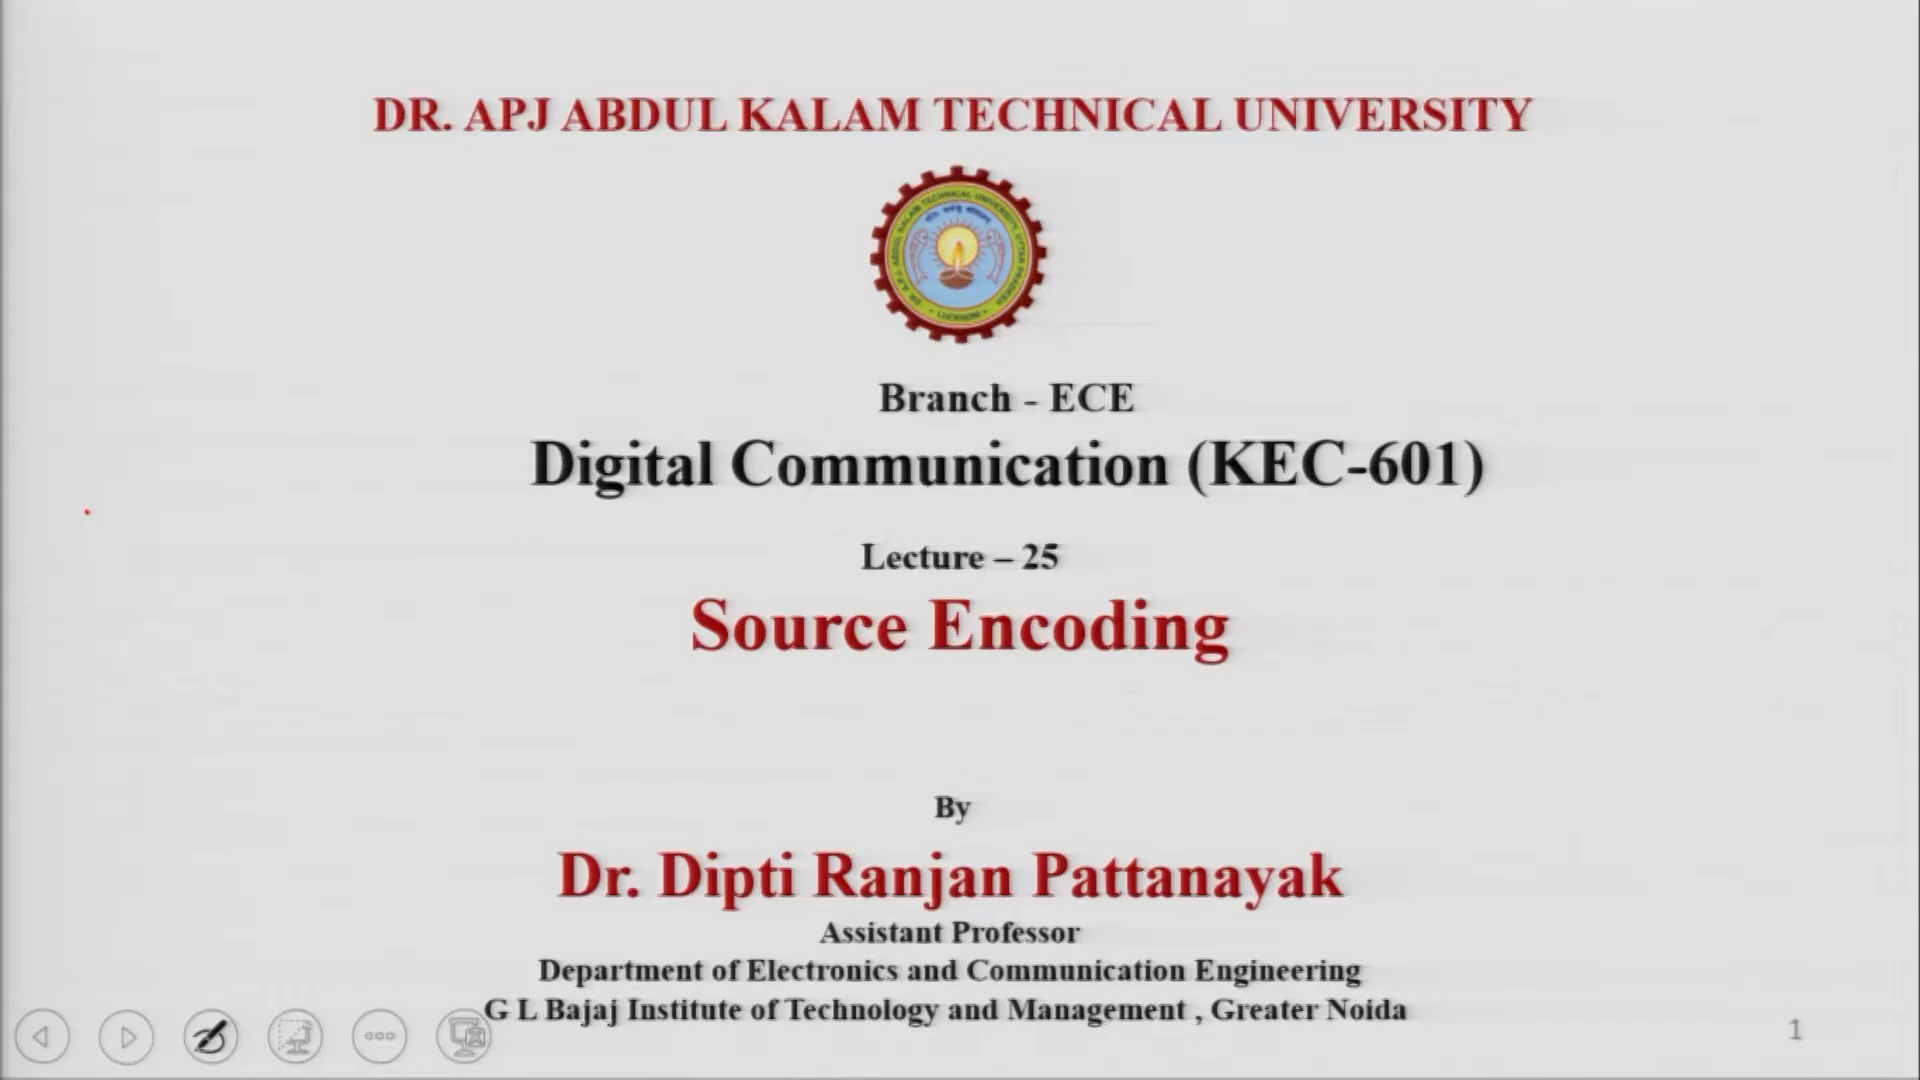 DR. APJ ABDUL KALAM TECHNICAL UNIVERSITY
LUCKNOW
Branch - ECE
Digital Communication (KEC-601)
Lecture – 25
Source Encoding
By
Dr. Dipti Ranjan Pattanayak
Assistant Professor
Department of Electronics and Communication Engineering
G L Bajaj Institute of Technology and Management , Greater Noida
1